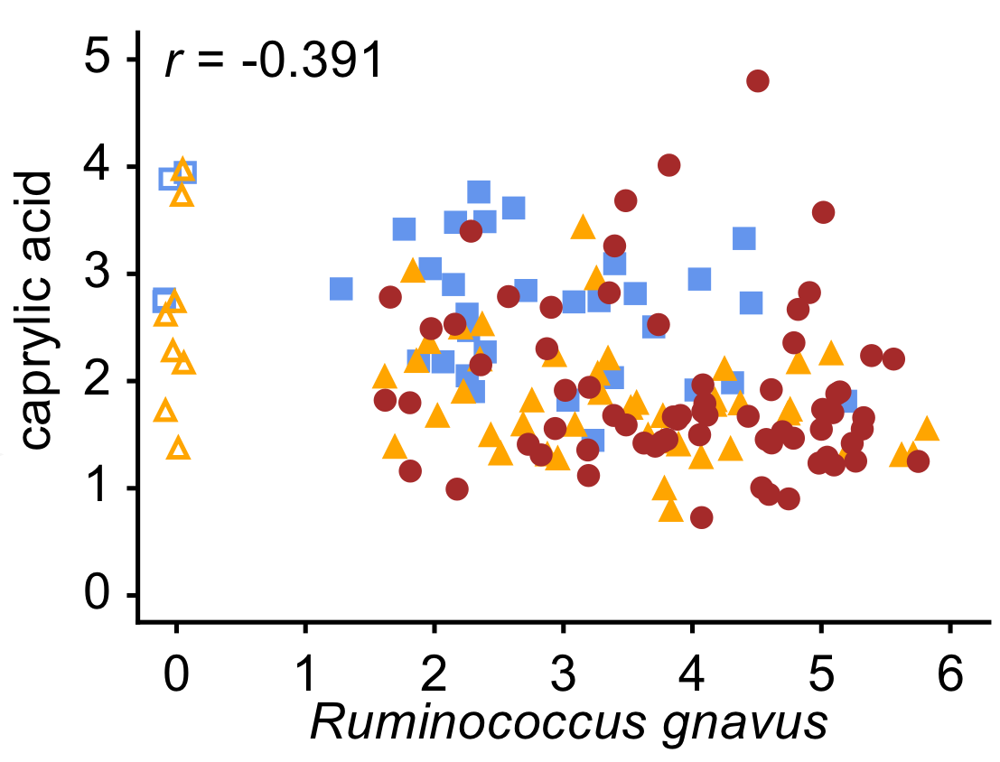 r = -0.391
caprylic acid
5
4
3
2
1
0
0 1 2 3 4 5 6
Ruminococcus gnavus